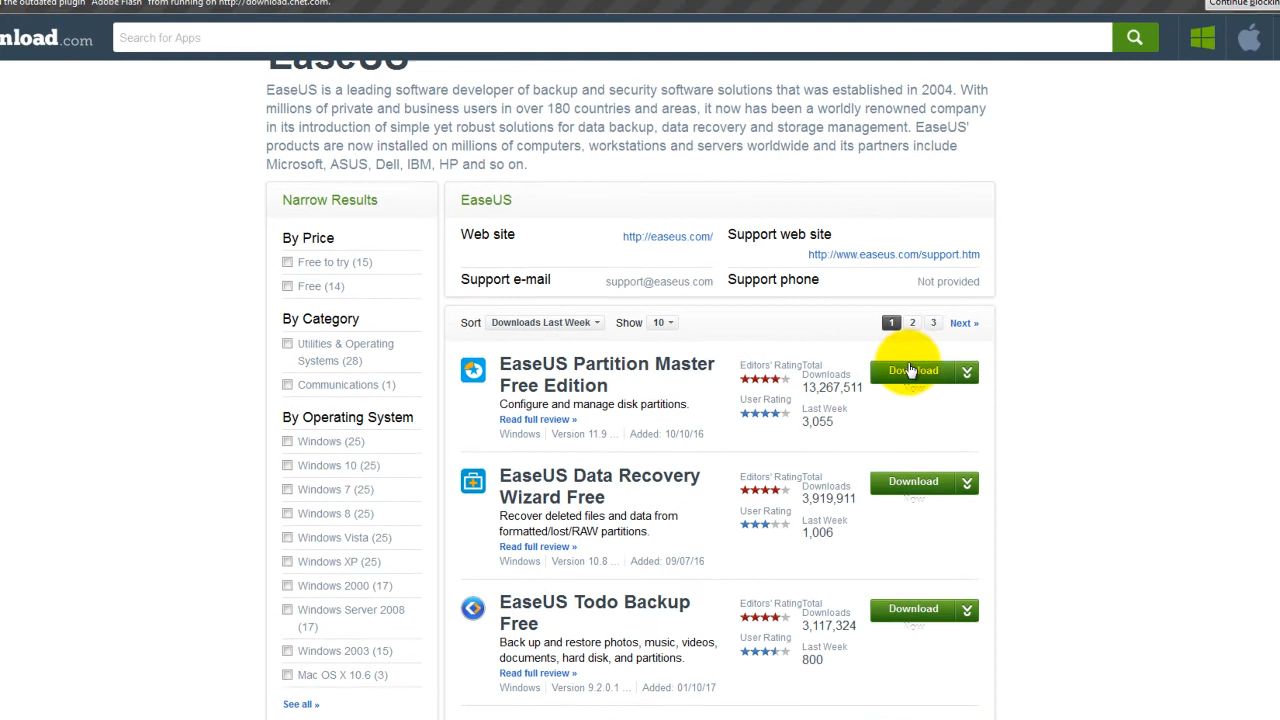 the outdated plugin "Adobe Flash" from running on http://download.cnet.com.
Continue Blocking
nload.com
Search for Apps
EaseUS
EaseUS is a leading software developer of backup and security software solutions that was established in 2004. With
millions of private and business users in over 180 countries and areas, it now has been a worldly renowned company
in its introduction of simple yet robust solutions for data backup, data recovery and storage management. EaseUS'
products are now installed on millions of computers, workstations and servers worldwide and its partners include
Microsoft, ASUS, Dell, IBM, HP and so on.
Narrow Results
By Price
Free to try (15)
Free (14)
By Category
Utilities & Operating
Systems (28)
Communications (1)
By Operating System
Windows (25)
Windows 10 (25)
Windows 7 (25)
Windows 8 (25)
Windows Vista (25)
Windows XP (25)
Windows 2000 (17)
Windows Server 2008
(17)
Windows 2003 (15)
Mac OS X 10.6 (3)
See all »
EaseUS
Web site
http://easeus.com/
Support web site
http://www.easeus.com/support.htm
Support e-mail
support@easeus.com
Support phone
Not provided
Sort Downloads Last Week Show 10
1 2 3 Next »
EaseUS Partition Master
Free Edition
Configure and manage disk partitions.
Read full review »
Windows Version 11.9 ... Added: 10/10/16
Editors' Rating
User Rating
Total
Downloads
13,267,511
Last Week
3,055
Download
Now
EaseUS Data Recovery
Wizard Free
Recover deleted files and data from
formatted/lost/RAW partitions.
Read full review »
Windows Version 10.8 ... Added: 09/07/16
Editors' Rating
User Rating
Total
Downloads
3,919,911
Last Week
1,006
Download
Now
EaseUS Todo Backup
Free
Back up and restore photos, music, videos,
documents, hard disk, and partitions.
Read full review »
Windows Version 9.2.0.1 ... Added: 01/10/17
Editors' Rating
User Rating
Total
Downloads
3,117,324
Last Week
800
Download
Now